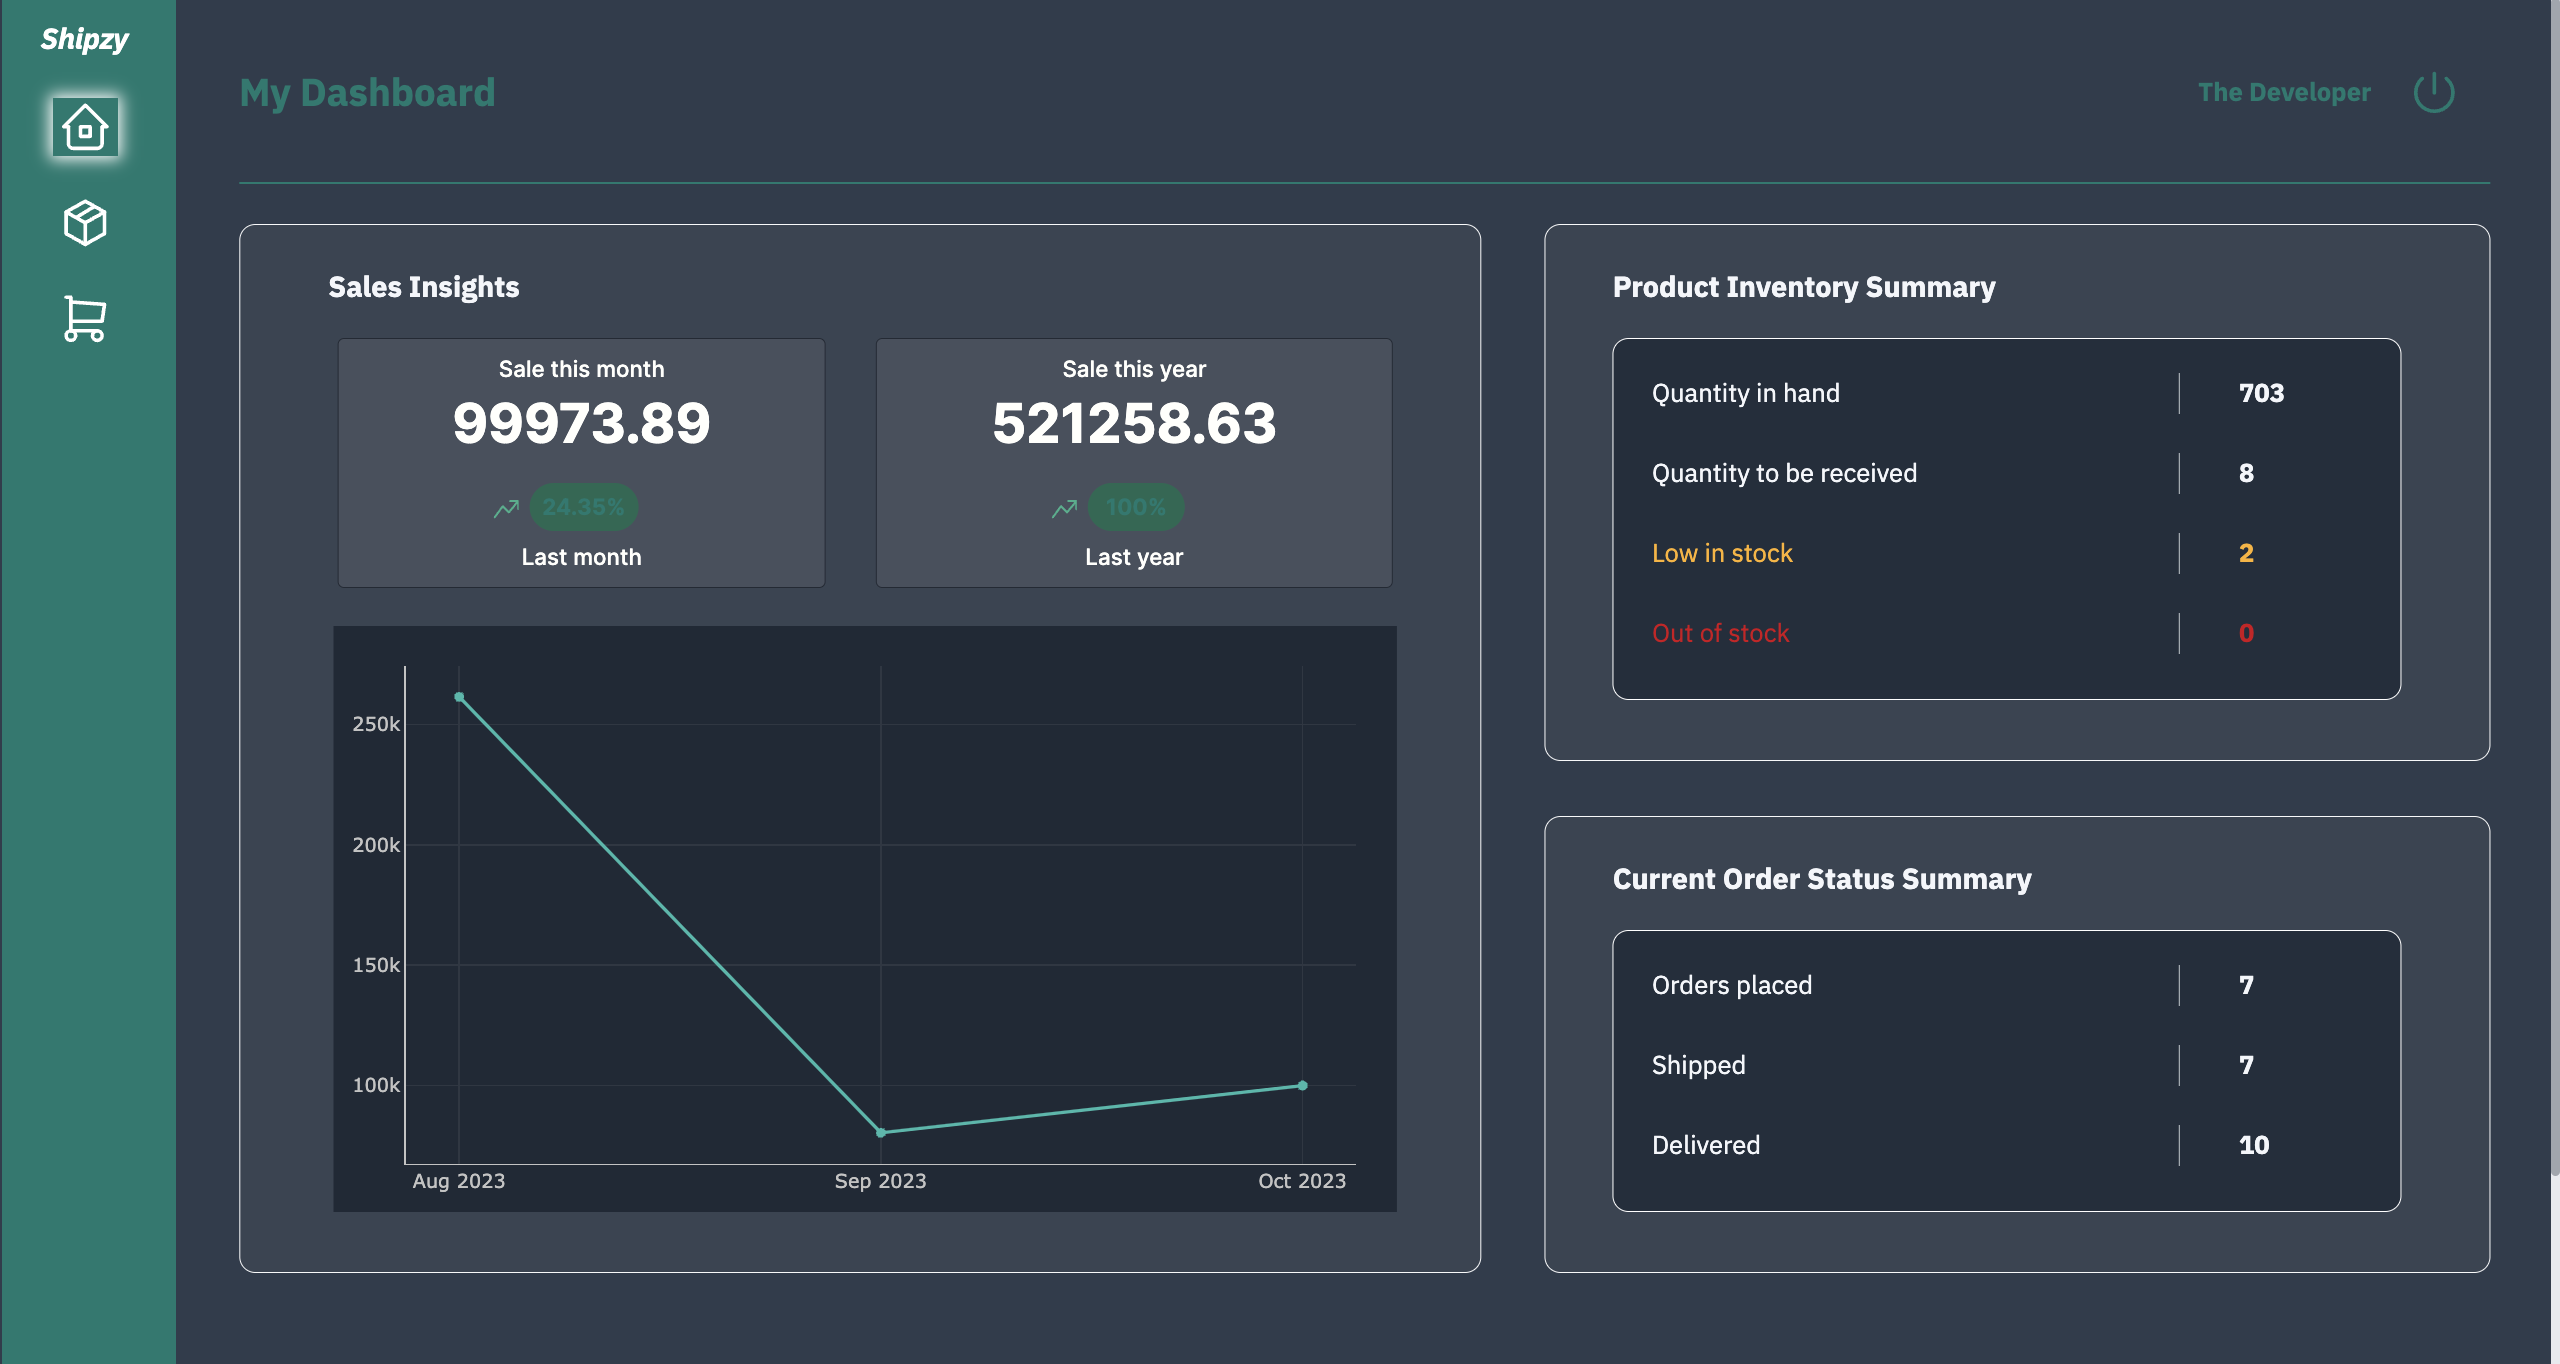 Shipzy
My Dashboard
The Developer
Sales Insights
Sale this month
99973.89
24.35%
Last month
Sale this year
521258.63
100%
Last year
250k
200k
150k
100k
Aug 2023
Sep 2023
Oct 2023
Product Inventory Summary
Quantity in hand 703
Quantity to be received 8
Low in stock 2
Out of stock 0
Current Order Status Summary
Orders placed 7
Shipped 7
Delivered 10